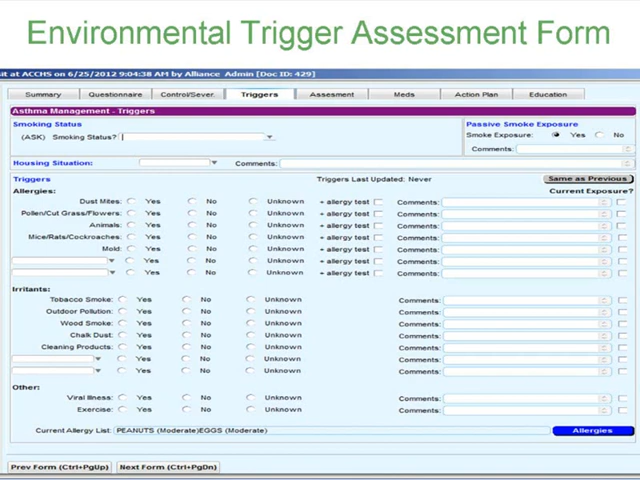 Environmental Trigger Assessment Form
sit at ACCHS on 6/25/2012 9:04:38 AM by Alliance Admin [Doc ID: 429]
Summary Questionnaire Control/Sever. Triggers Assesment Meds Action Plan Education
Asthma Management - Triggers
Smoking Status Passive Smoke Exposure
(ASK) Smoking Status? Smoke Exposure: Yes No
Comments:
Housing Situation: Comments:
Triggers Triggers Last Updated: Never Same as Previous
Allergies: Current Exposure?
Dust Mites: Yes No Unknown + allergy test Comments:
Pollen/Cut Grass/Flowers: Yes No Unknown + allergy test Comments:
Animals: Yes No Unknown + allergy test Comments:
Mice/Rats/Cockroaches: Yes No Unknown + allergy test Comments:
Mold: Yes No Unknown + allergy test Comments:
Yes No Unknown + allergy test Comments:
Yes No Unknown + allergy test Comments:
Irritants:
Tobacco Smoke: Yes No Unknown Comments:
Outdoor Pollution: Yes No Unknown Comments:
Wood Smoke: Yes No Unknown Comments:
Chalk Dust: Yes No Unknown Comments:
Cleaning Products: Yes No Unknown Comments:
Yes No Unknown Comments:
Yes No Unknown Comments:
Other:
Viral Illness: Yes No Unknown Comments:
Exercise: Yes No Unknown Comments:
Current Allergy List: PEANUTS (Moderate)EGGS (Moderate) Allergies
Prev Form (Ctrl+PgUp) Next Form (Ctrl+PgDn)